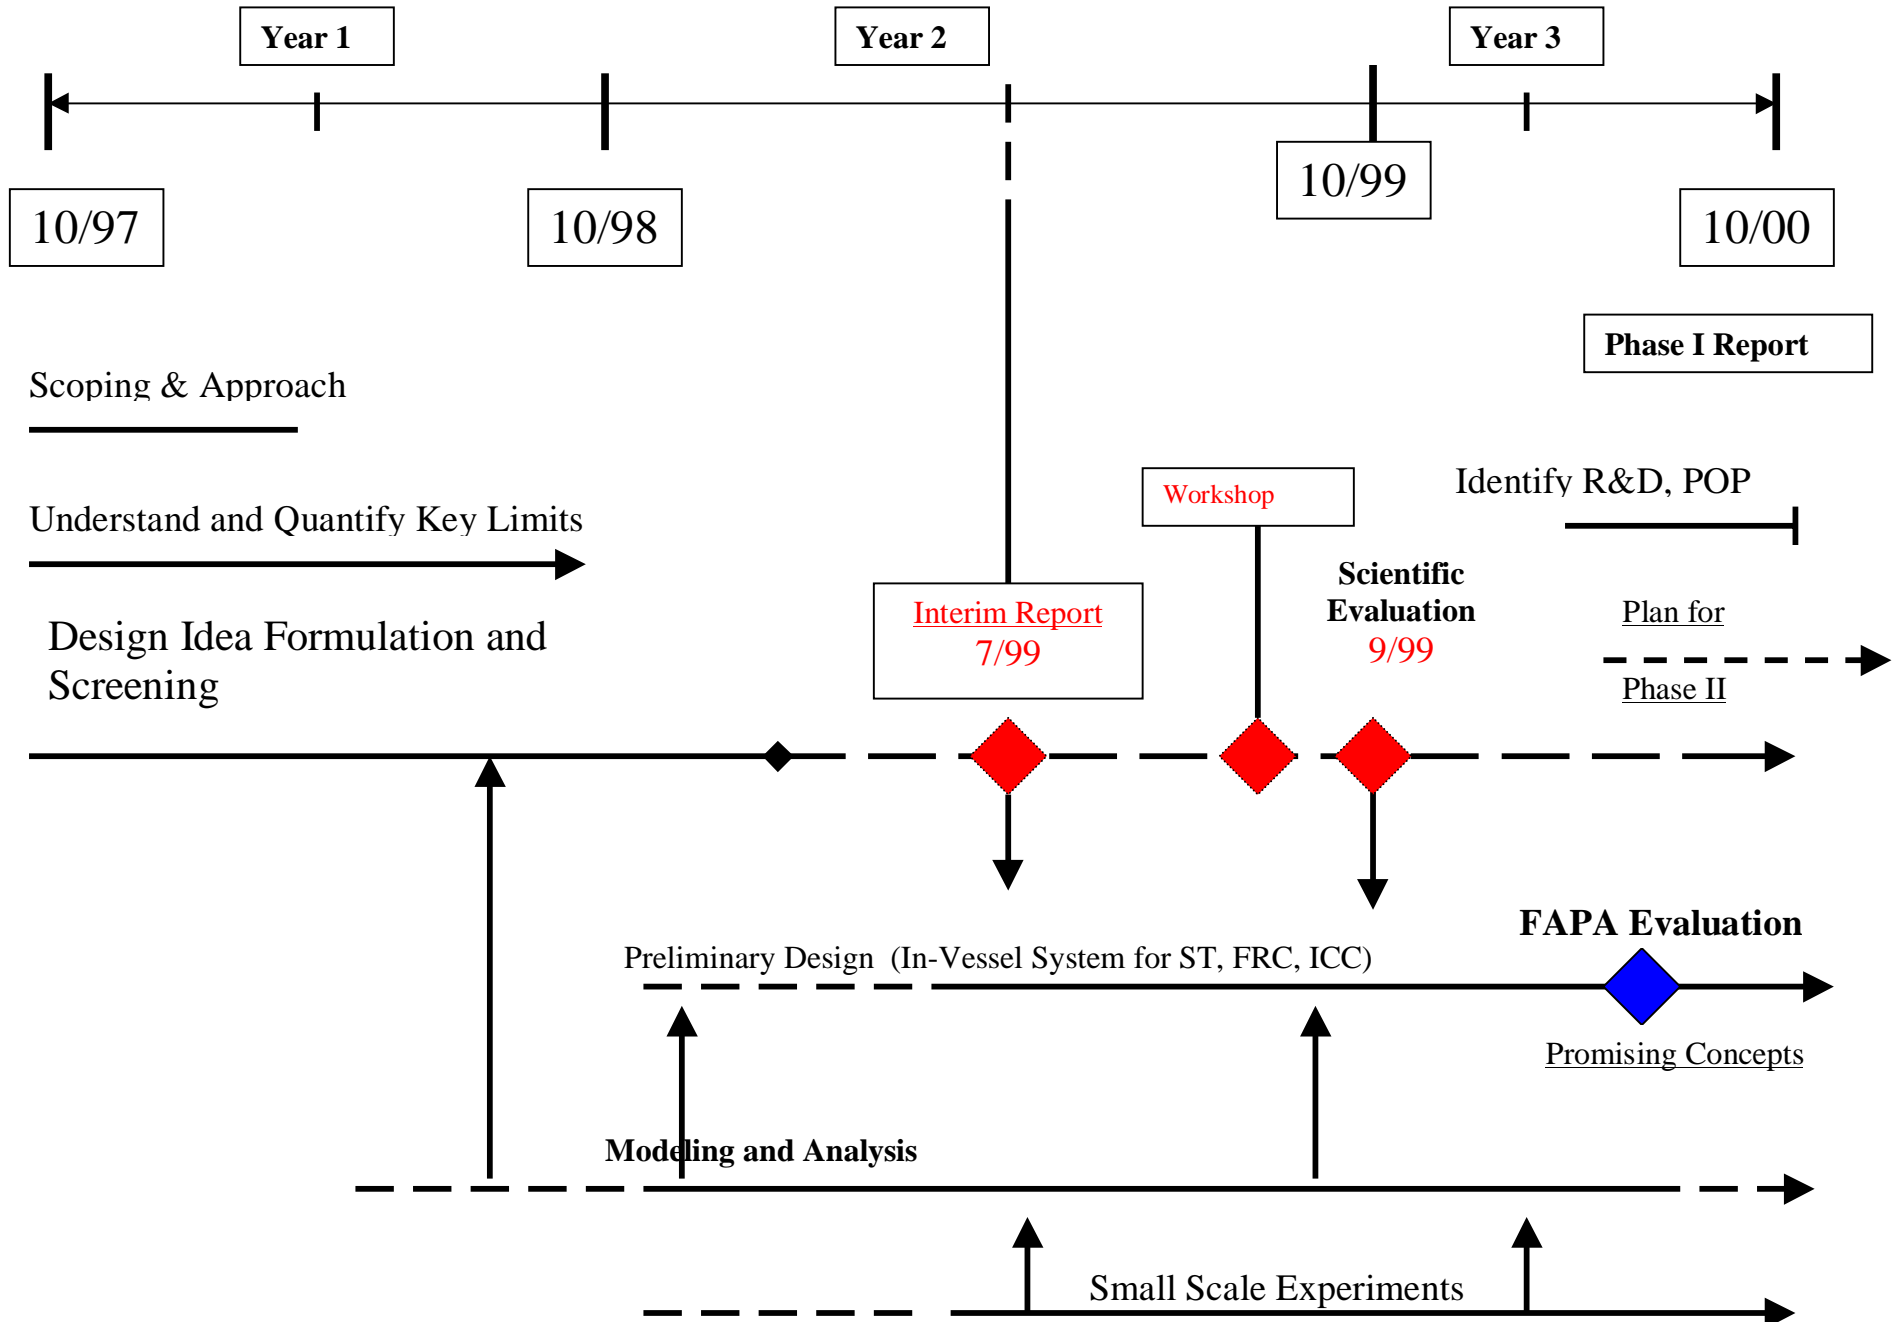 Year 1
Year 2
Year 3
10/97
10/98
10/99
10/00
Phase I Report
Scoping & Approach
Understand and Quantify Key Limits
Design Idea Formulation and
Screening
Interim Report
7/99
Workshop
Identify R&D, POP
Scientific
Evaluation
9/99
Plan for
Phase II
FAPA Evaluation
Preliminary Design (In-Vessel System for ST, FRC, ICC)
Promising Concepts
Modeling and Analysis
Small Scale Experiments